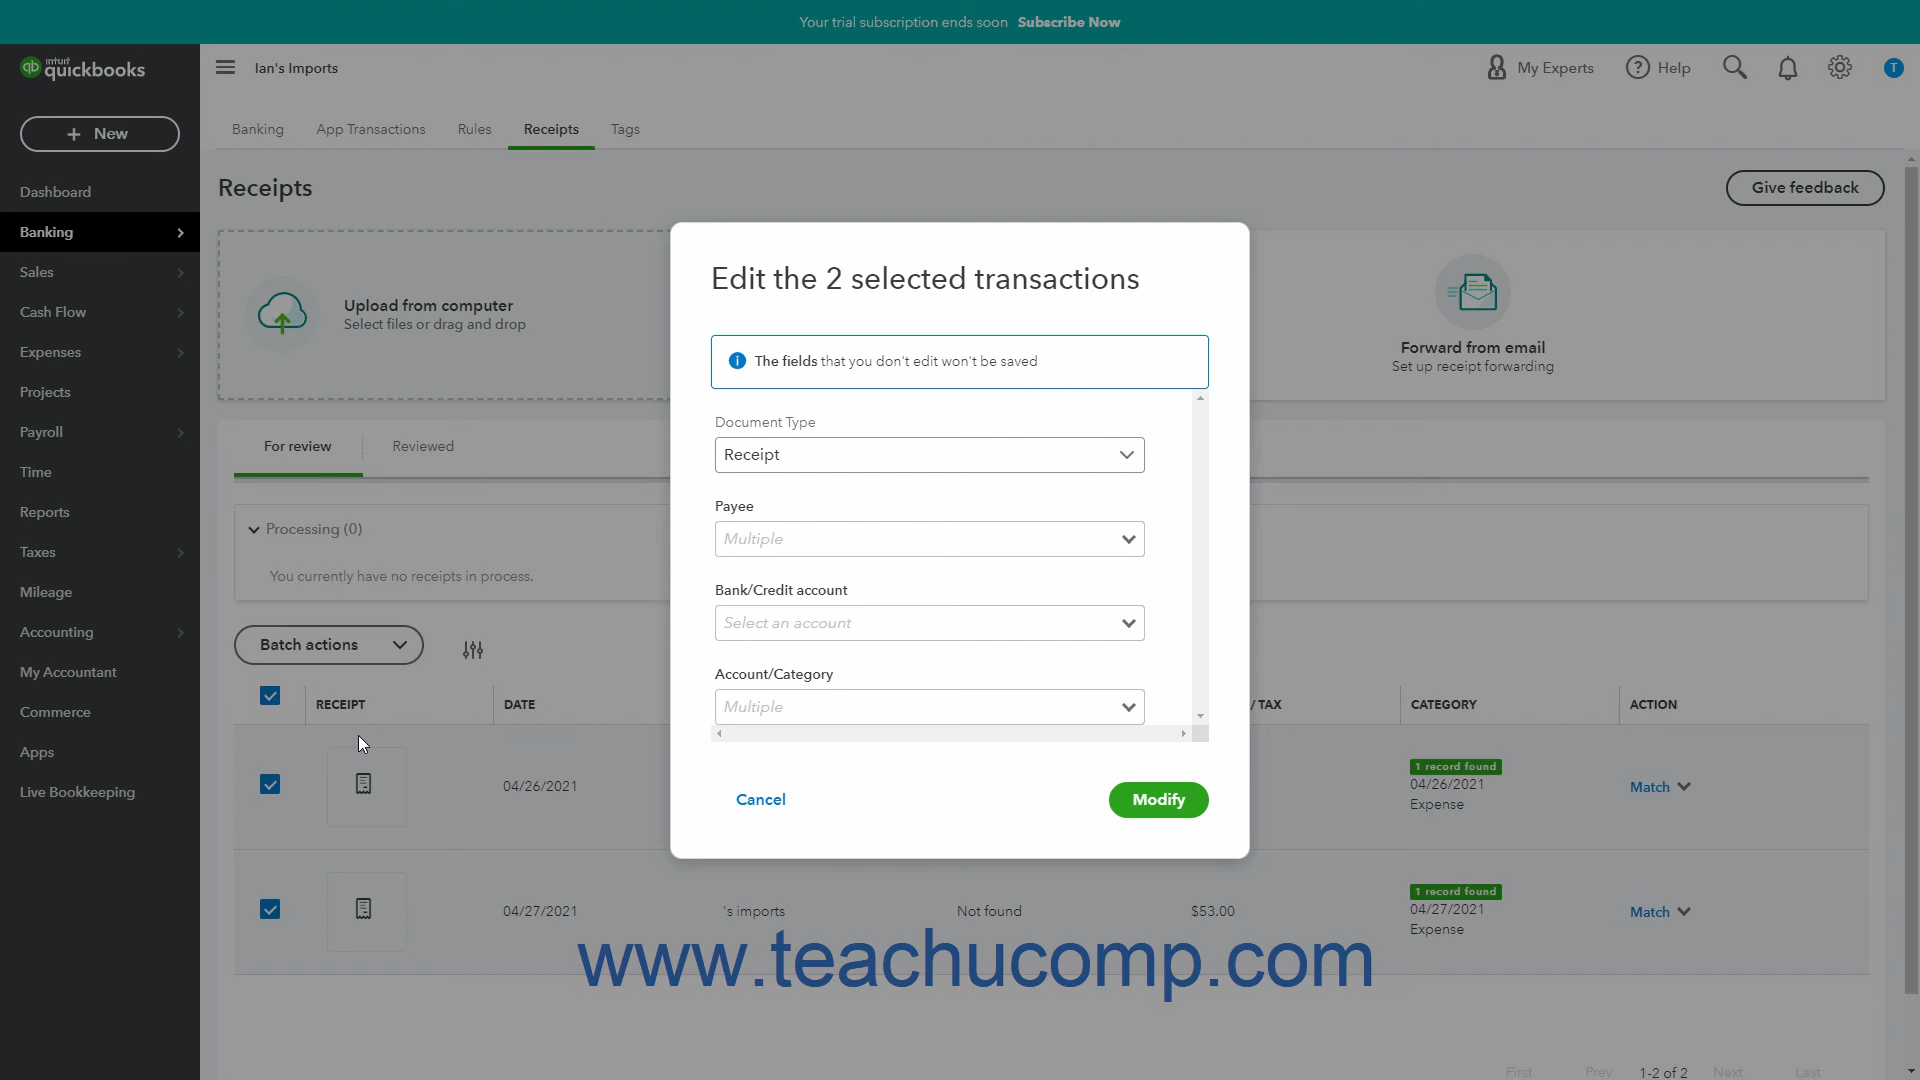 Your trial subscription ends soon Subscribe Now
intuit quickbooks
Ian's Imports
My Experts
Help
T
+ New
Banking
App Transactions
Rules
Receipts
Tags
Dashboard
Banking
Sales
Cash Flow
Expenses
Projects
Payroll
Time
Reports
Taxes
Mileage
Accounting
My Accountant
Commerce
Apps
Live Bookkeeping
Receipts
Give feedback
Upload from computer
Select files or drag and drop
Forward from email
Set up receipt forwarding
For review
Reviewed
Processing (0)
You currently have no receipts in process.
Batch actions
RECEIPT
DATE
/ TAX
CATEGORY
ACTION
04/26/2021
1 record found
04/26/2021
Expense
Match
04/27/2021
's imports
Not found
$53.00
1 record found
04/27/2021
Expense
Match
First
Prev
1-2 of 2
Next
Last
Edit the 2 selected transactions
The fields that you don't edit won't be saved
Document Type
Receipt
Payee
Multiple
Bank/Credit account
Select an account
Account/Category
Multiple
Cancel
Modify
www.teachucomp.com